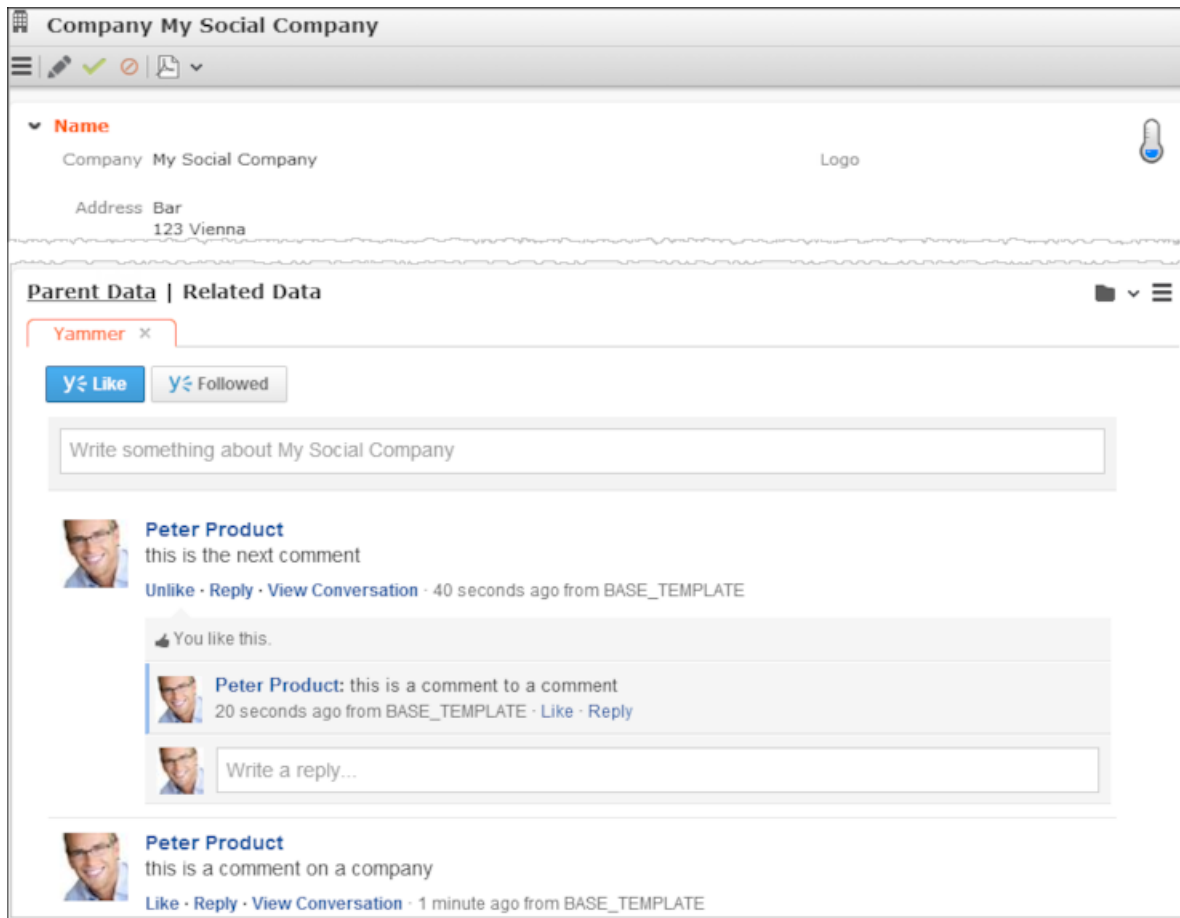 Company My Social Company
Name
Company My Social Company
Logo
Address Bar
123 Vienna
Parent Data | Related Data
Yammer ×
Like
Followed
Write something about My Social Company
Peter Product
this is the next comment
Unlike · Reply · View Conversation · 40 seconds ago from BASE_TEMPLATE
You like this.
Peter Product: this is a comment to a comment
20 seconds ago from BASE_TEMPLATE · Like · Reply
Write a reply...
Peter Product
this is a comment on a company
Like · Reply · View Conversation · 1 minute ago from BASE_TEMPLATE